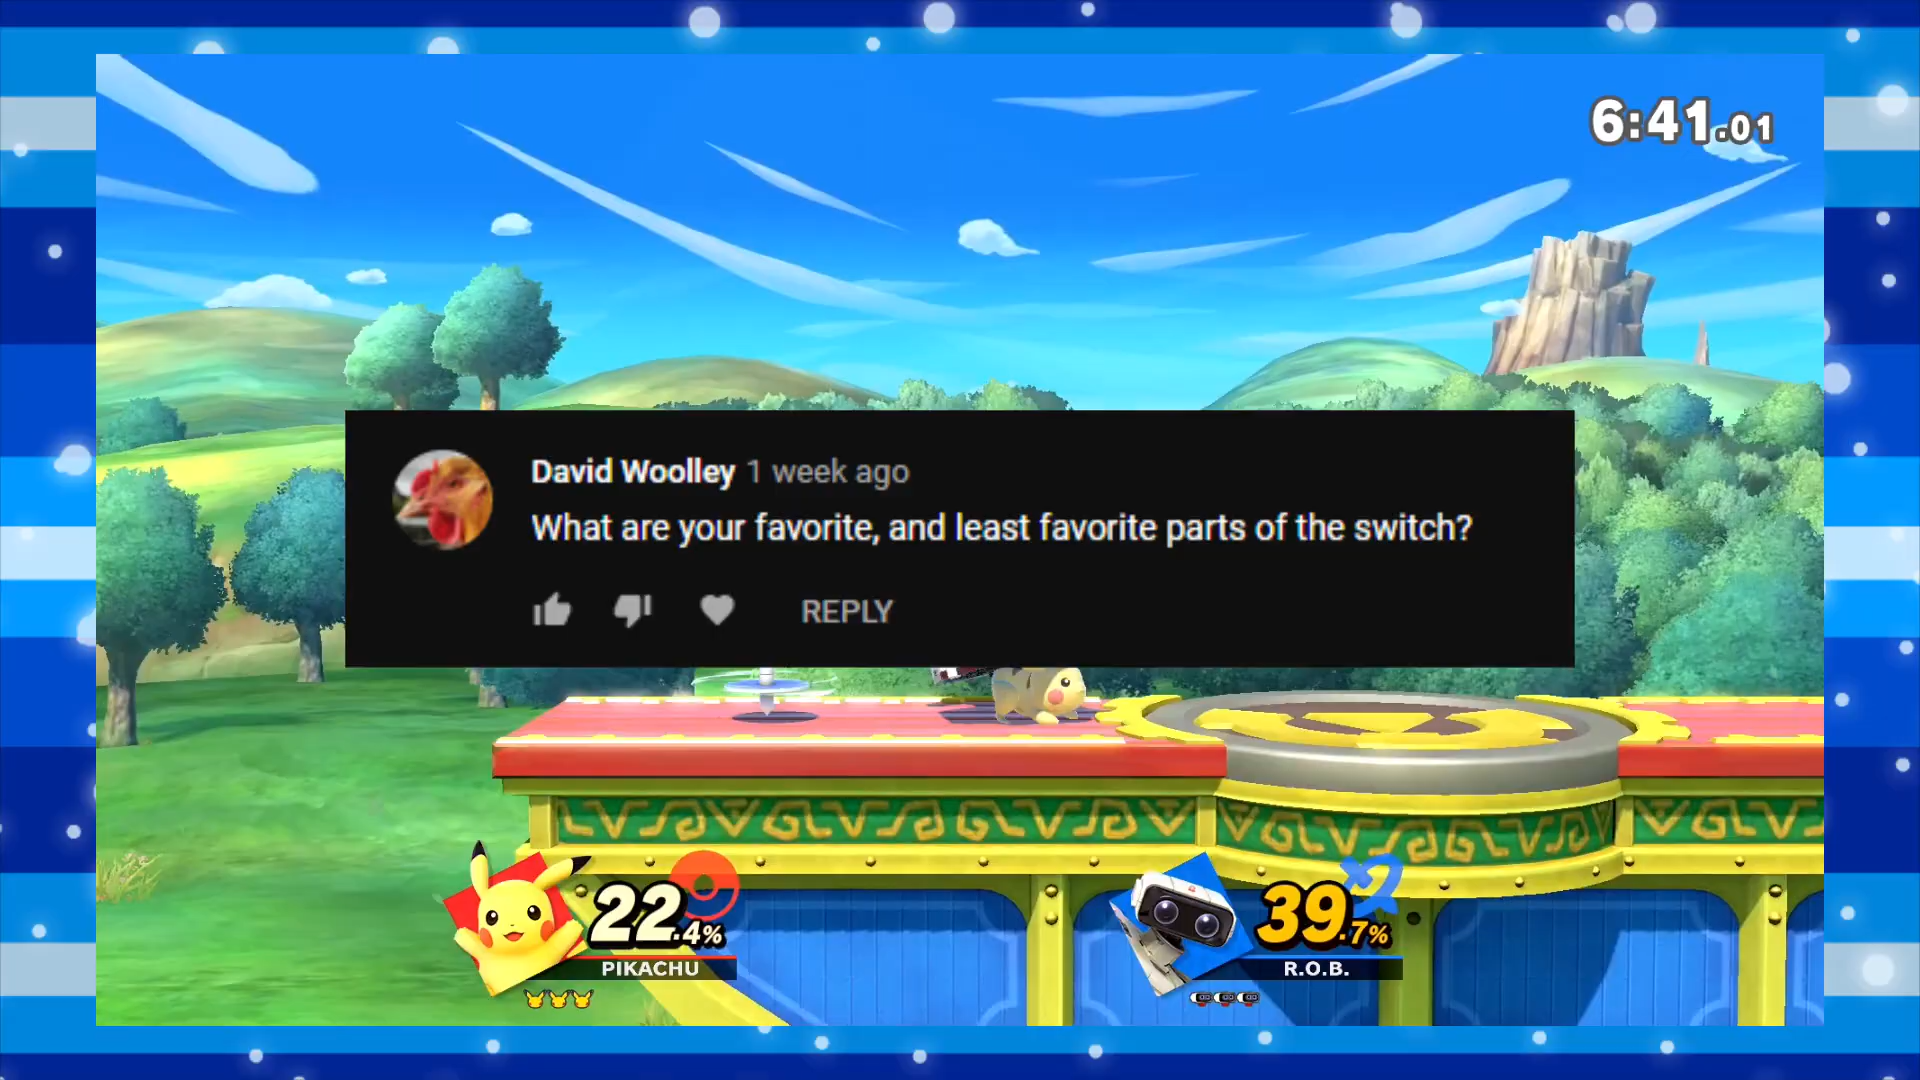 6:41.01
David Woolley 1 week ago
What are your favorite, and least favorite parts of the switch?
REPLY
22.4%
PIKACHU
39.7%
R.O.B.